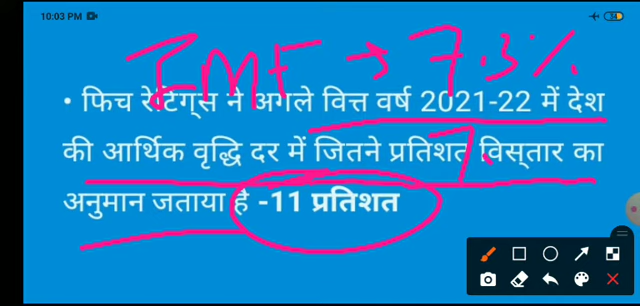 10:03 PM
54
IMF → 7.3%
• फिच रेटिंग्स ने अगले वित्त वर्ष 2021-22 में देश
की आर्थिक वृद्धि दर में जितने प्रतिशत विस्तार का
अनुमान जताया है -11 प्रतिशत